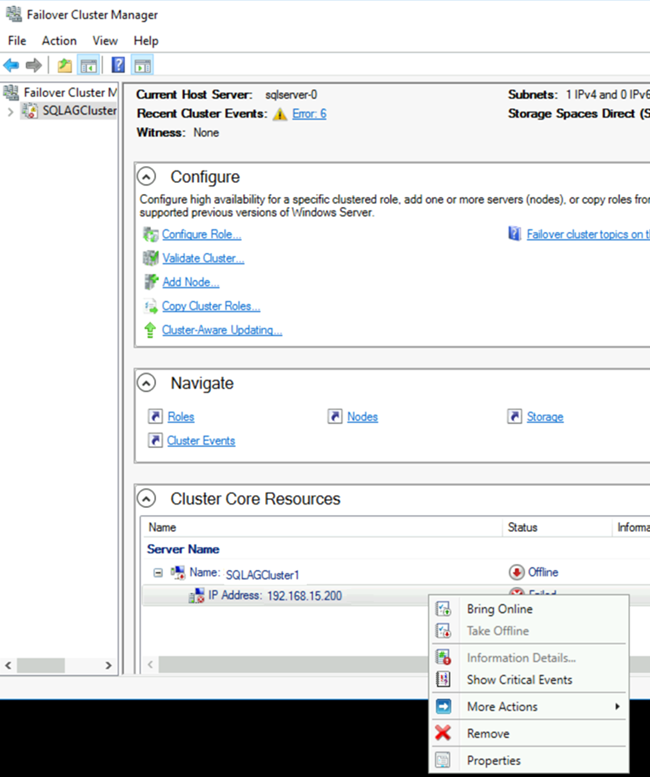 Failover Cluster Manager
File Action View Help
Failover Cluster M
SQLAGCluster
Current Host Server: sqlserver-0
Subnets: 1 IPv4 and 0 IPv6
Recent Cluster Events: Error: 6
Storage Spaces Direct (S
Witness: None
Configure
Configure high availability for a specific clustered role, add one or more servers (nodes), or copy roles fro
supported previous versions of Windows Server.
Configure Role...
Failover cluster topics on t
Validate Cluster...
Add Node...
Copy Cluster Roles...
Cluster-Aware Updating...
Navigate
Roles
Nodes
Storage
Cluster Events
Cluster Core Resources
Name Status Informa
Server Name
Name: SQLAGCluster1 Offline
IP Address: 192.168.15.200 Failed
Bring Online
Take Offline
Information Details...
Show Critical Events
More Actions
Remove
Properties